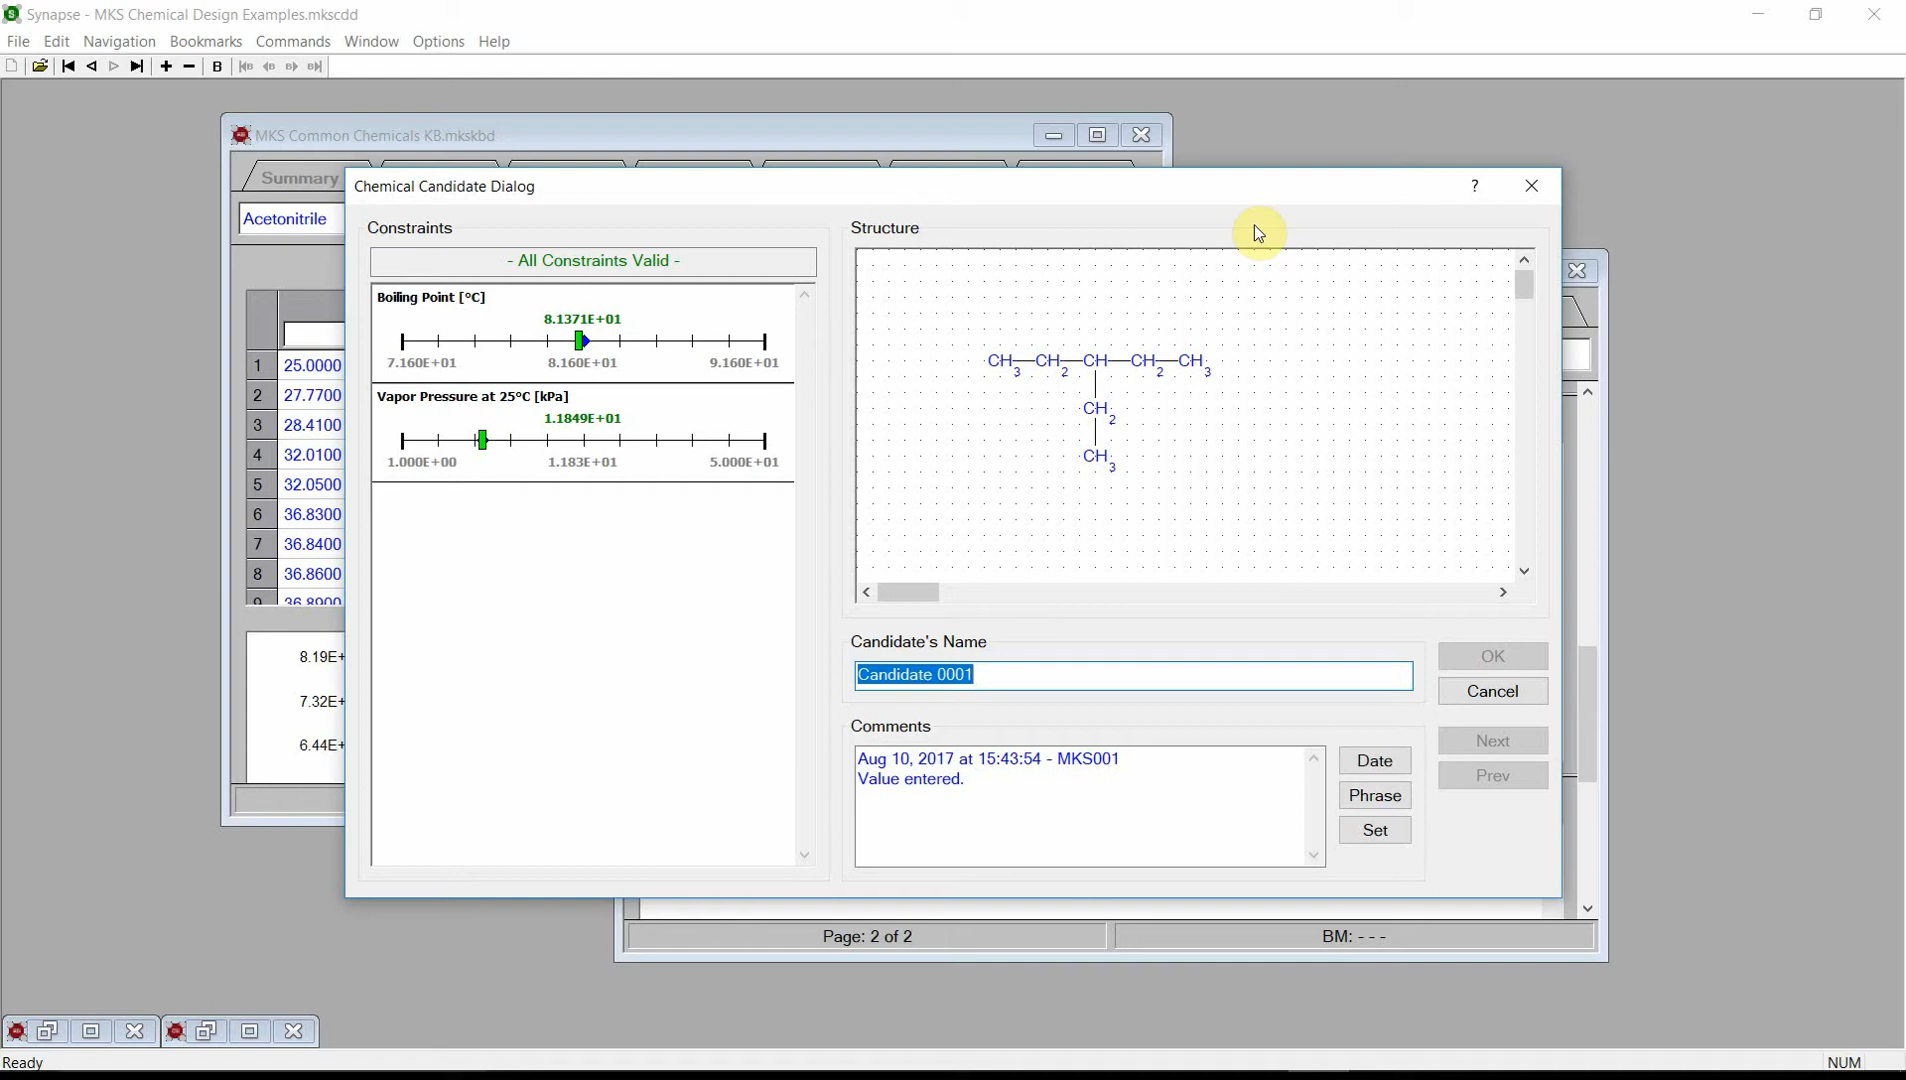 Synapse - MKS Chemical Design Examples.mkscdd
File Edit Navigation Bookmarks Commands Window Options Help
B
MKS Common Chemicals KB.mkskbd
Summary
Acetonitrile
1 25.0000
2 27.7700
3 28.4100
4 32.0100
5 32.0500
6 36.8300
7 36.8400
8 36.8600
9 36.8900
8.19E+
7.32E+
6.44E+
Chemical Candidate Dialog
?
Constraints
- All Constraints Valid -
Boiling Point [°C]
8.1371E+01
7.160E+01 8.160E+01 9.160E+01
Vapor Pressure at 25°C [kPa]
1.1849E+01
1.000E+00 1.183E+01 5.000E+01
Structure
CH3 CH2 CH CH2 CH3
CH2
CH3
Candidate's Name
Candidate 0001
OK
Cancel
Comments
Aug 10, 2017 at 15:43:54 - MKS001
Value entered.
Date
Phrase
Set
Next
Prev
Page: 2 of 2
BM: - - -
Ready
NUM